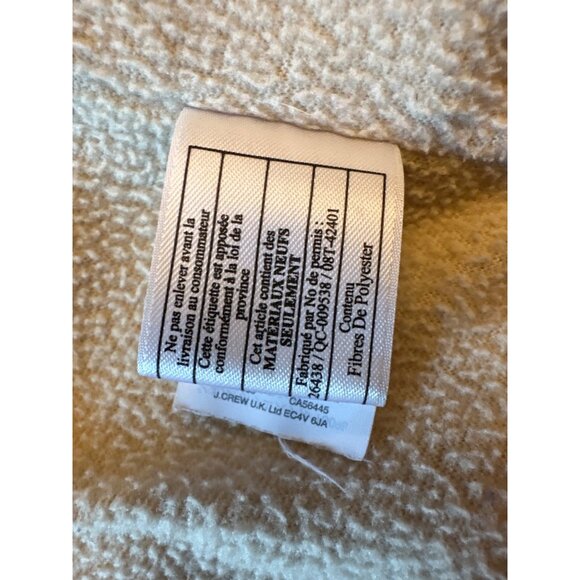 Ne pas enlever avant la
livraison au consommateur
Cette étiquette est apposée
conformément à la loi de la
province
Cet article contient des
MATERIAUX NEUFS
SEULEMENT
Fabriqué par No de permis :
26438 / QC-009538 / 08T-42401
Contenu
Fibres De Polyester
CA56445
J.CREW U.K. Ltd EC4V 6JA